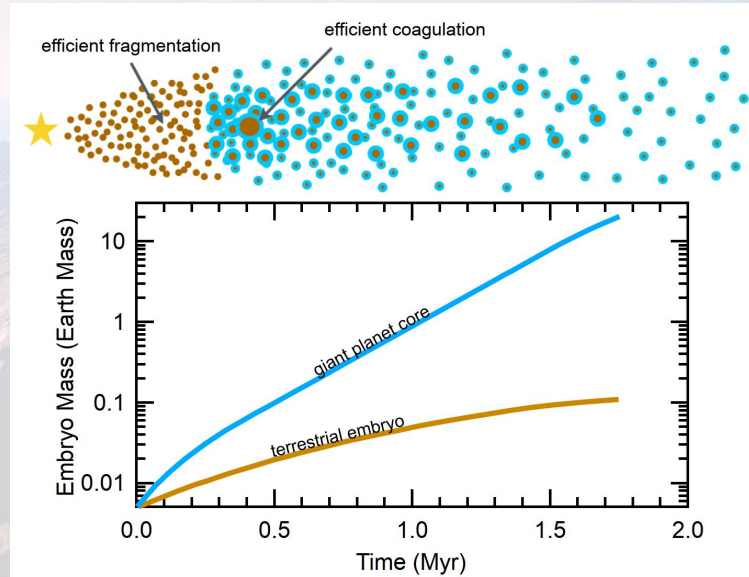 efficient fragmentation
efficient coagulation
Embryo Mass (Earth Mass)
10
1
0.1
0.01
giant planet core
terrestrial embryo
0.0
0.5
1.0
1.5
2.0
Time (Myr)